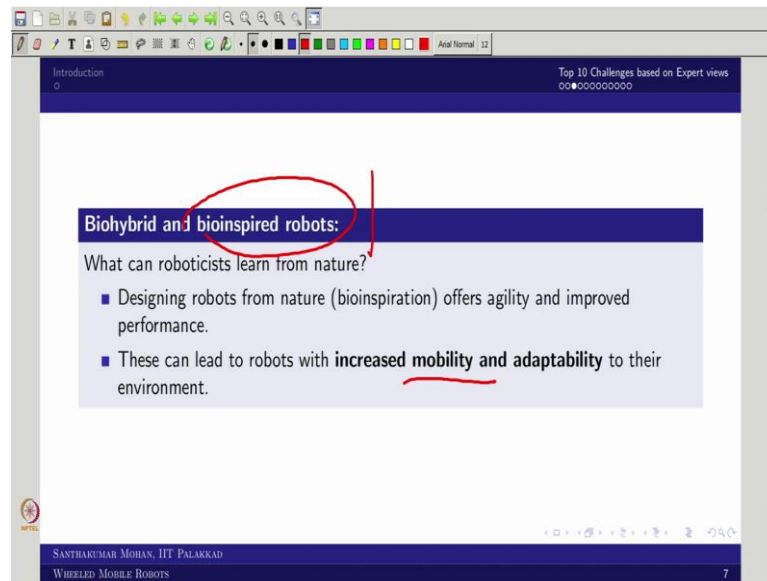 Arial Normal 12
Introduction
Top 10 Challenges based on Expert views
Biohybrid and bioinspired robots:
What can roboticists learn from nature?
Designing robots from nature (bioinspiration) offers agility and improved
performance.
These can lead to robots with increased mobility and adaptability to their
environment.
NPTEL
SANTHAKUMAR MOHAN, IIT PALAKKAD
WHEELED MOBILE ROBOTS
7